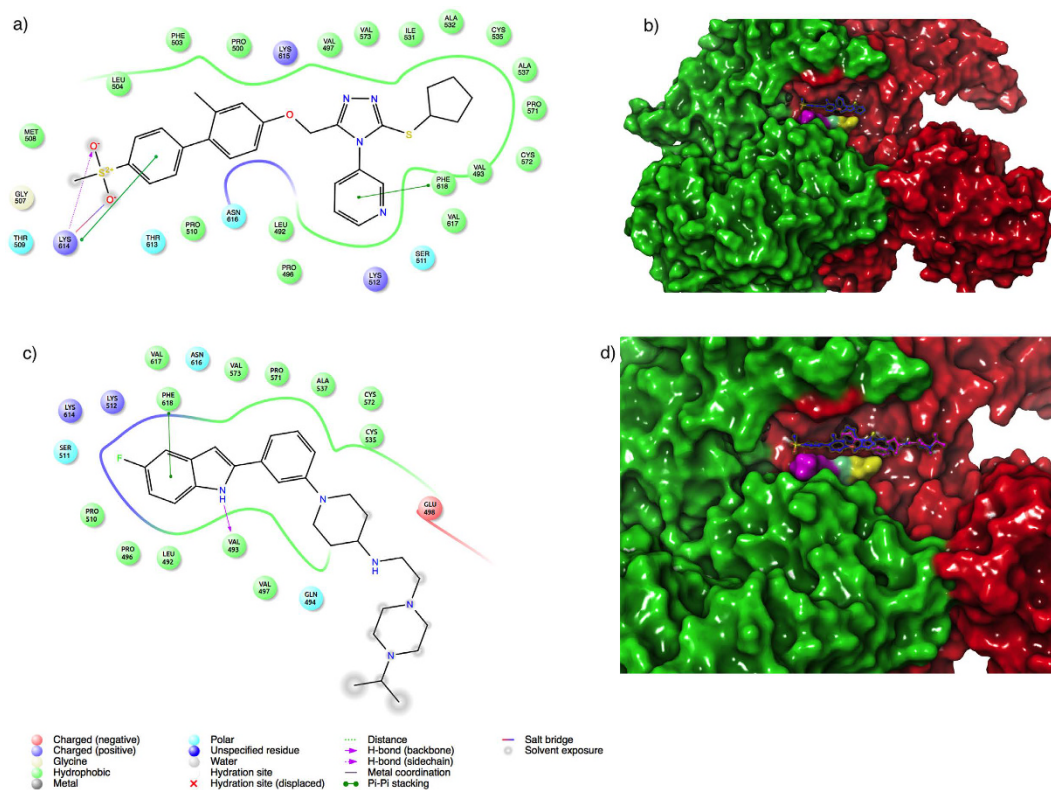 a)
PHE 503
PRO 500
LYS 615
VAL 497
VAL 573
ILE 531
ALA 532
CYS 535
LEU 504
ALA 537
PRO 571
MET 508
CYS 572
GLY 507
VAL 493
PHE 618
VAL 617
THR 509
LYS 614
THR 613
PRO 510
ASN 616
LEU 492
SER 511
PRO 496
LYS 512
O
N
N
N
S
N
O⁻
S²⁺
O⁻
b)
c)
VAL 617
ASN 616
VAL 573
PRO 571
ALA 537
CYS 572
CYS 535
LYS 614
LYS 512
PHE 618
SER 511
GLU 498
PRO 510
PRO 496
LEU 492
VAL 493
VAL 497
GLN 494
F
N
H
N
N
H
N
N
d)
Charged (negative)
Charged (positive)
Glycine
Hydrophobic
Metal
Polar
Unspecified residue
Water
Hydration site
Hydration site (displaced)
Distance
H-bond (backbone)
H-bond (sidechain)
Metal coordination
Pi-Pi stacking
Salt bridge
Solvent exposure